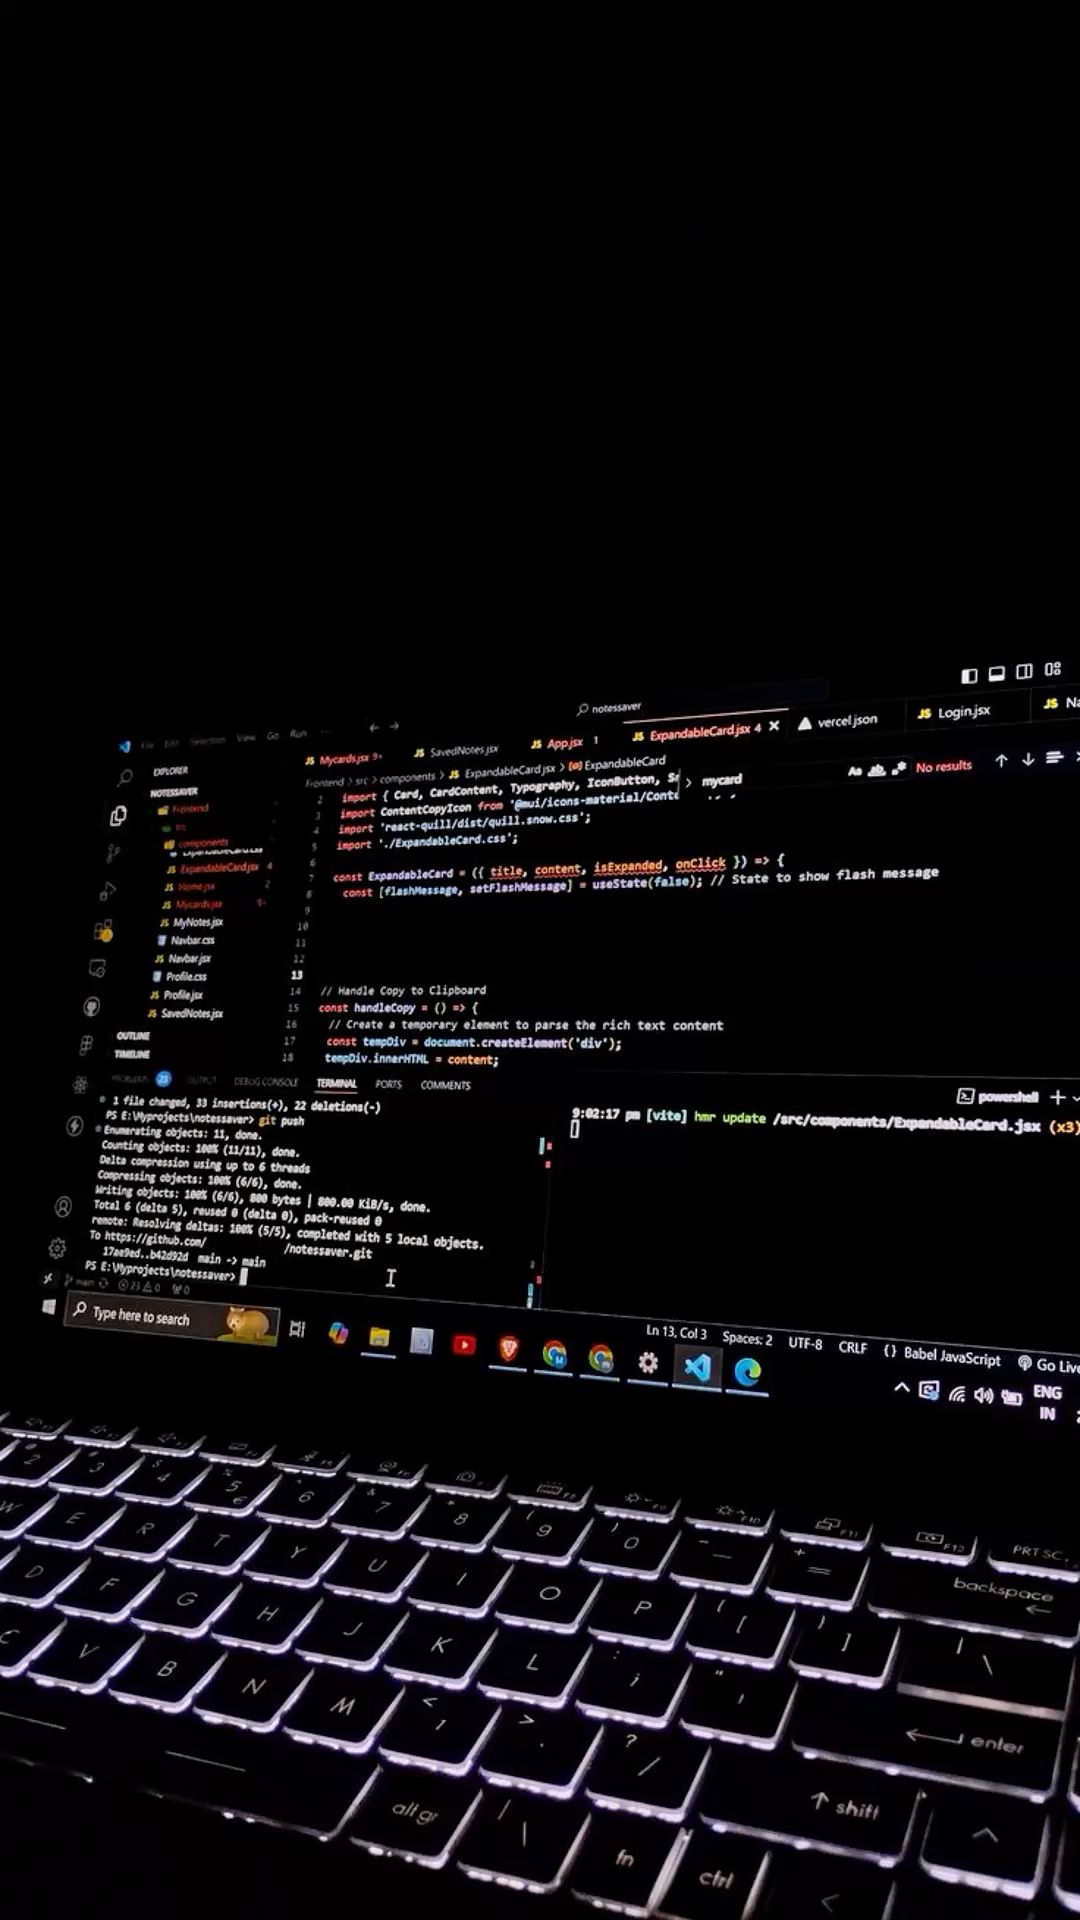 notessaver
File Edit Selection View Go Run
Mycards.jsx 9+
SavedNotes.jsx
App.jsx 1
ExpandableCard.jsx 4
vercel.json
Login.jsx
EXPLORER
NOTESSAVER
Frontend
src
components
ExpandableCard.css
ExpandableCard.jsx 4
Home.jsx 2
Mycards.jsx 9+
MyNotes.jsx
Navbar.css
Navbar.jsx
Profile.css
Profile.jsx
SavedNotes.jsx
OUTLINE
TIMELINE
Frontend > src > components > ExpandableCard.jsx > ExpandableCard
mycard
Aa ab .* No results
2 import { Card, CardContent, Typography, IconButton,
3 import ContentCopyIcon from '@mui/icons-material/
4 import 'react-quill/dist/quill.snow.css';
5 import './ExpandableCard.css';
6
7 const ExpandableCard = ({ title, content, isExpanded, onClick }) => {
8 const [flashMessage, setFlashMessage] = useState(false); // State to show flash message
9
10
11
12
13
14 // Handle Copy to Clipboard
15 const handleCopy = () => {
16 // Create a temporary element to parse the rich text content
17 const tempDiv = document.createElement('div');
18 tempDiv.innerHTML = content;
PROBLEMS 23 OUTPUT DEBUG CONSOLE TERMINAL PORTS COMMENTS
powershell
1 file changed, 33 insertions(+), 22 deletions(-)
PS E:\Myprojects\notessaver> git push
Enumerating objects: 11, done.
Counting objects: 100% (11/11), done.
Delta compression using up to 6 threads
Compressing objects: 100% (6/6), done.
Writing objects: 100% (6/6), 800 bytes | 800.00 KiB/s, done.
Total 6 (delta 5), reused 0 (delta 0), pack-reused 0
remote: Resolving deltas: 100% (5/5), completed with 5 local objects.
To https://github.com/ /notessaver.git
17ae9ed..b42d92d main -> main
PS E:\Myprojects\notessaver>
9:02:17 pm [vite] hmr update /src/components/ExpandableCard.jsx (x3)
main 23 0 0
Ln 13, Col 3 Spaces: 2 UTF-8 CRLF {} Babel JavaScript Go Live
Type here to search
ENG
IN
F10 F11 F12 PRT SC
2 3 4 5 € 6 7 8 9 0 - = backspace
W E R T Y U I O P [ ] \
D F G H J K L ; ' enter
C V B N M < , > . ? / shift
alt gr | \ fn ctrl <